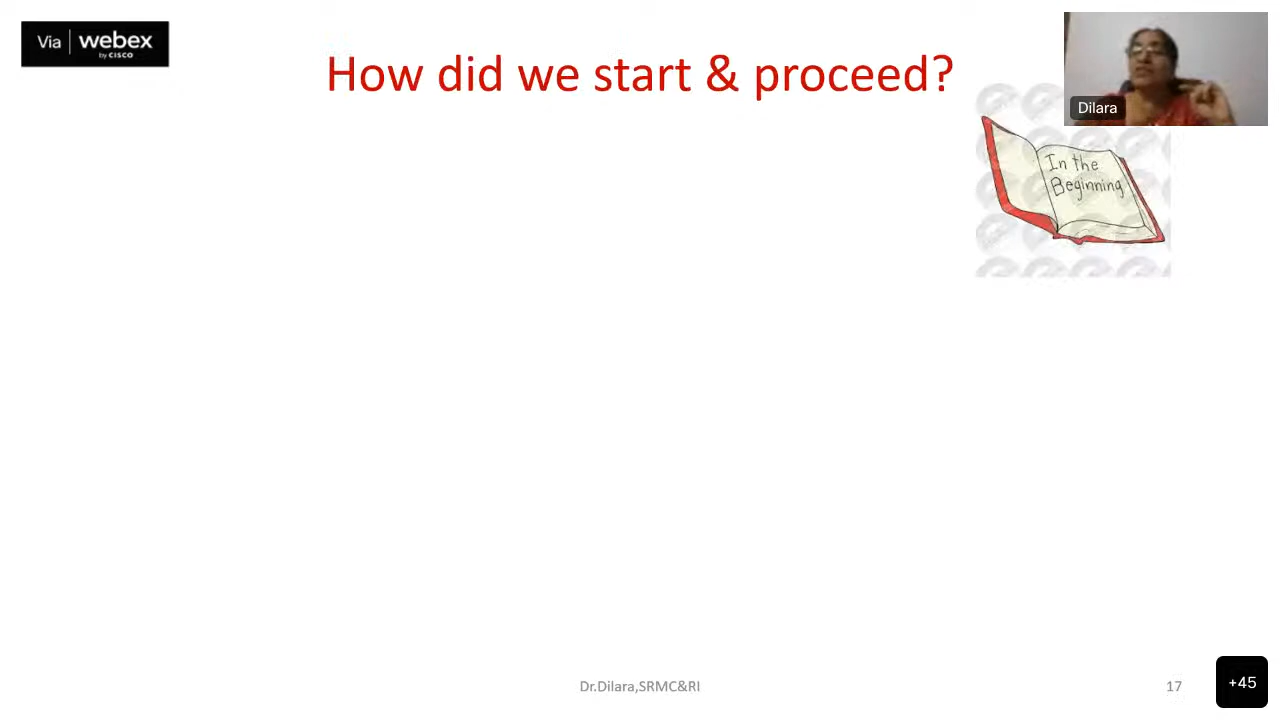 Via | webex
by CISCO
How did we start & proceed?
Dilara
In the
Beginning
Dr.Dilara,SRMC&RI
17
+45